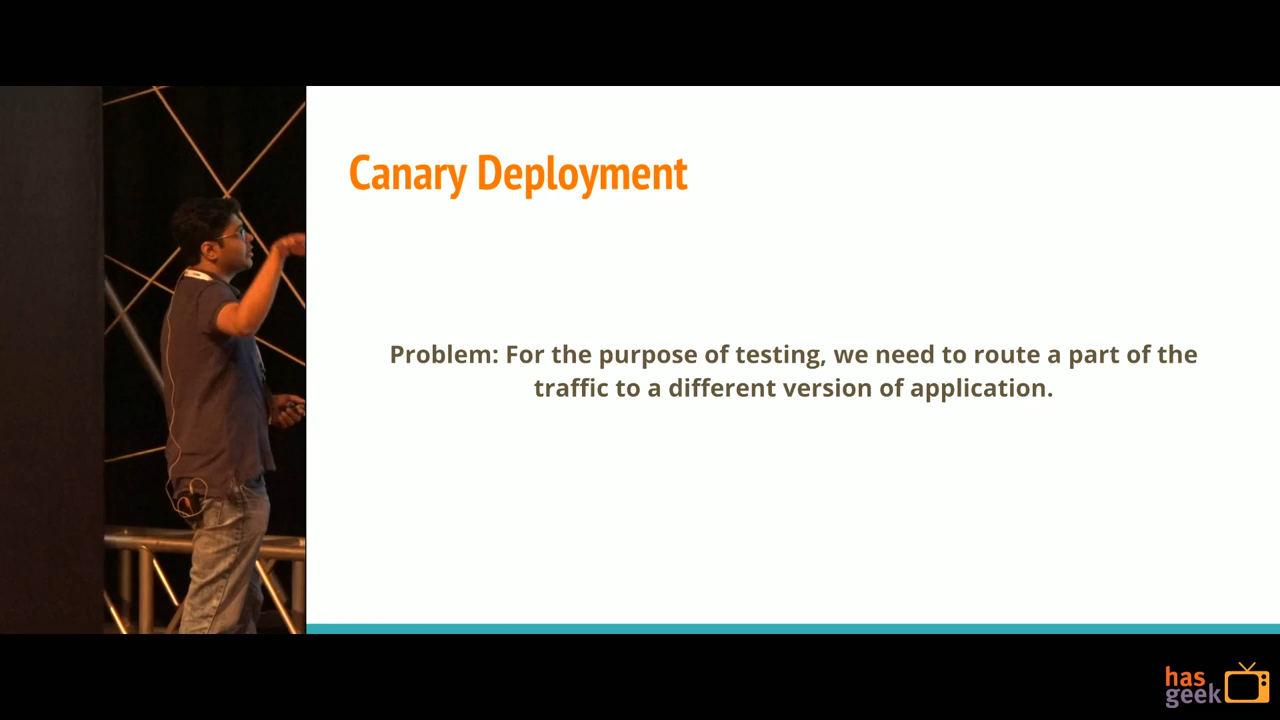 Canary Deployment
Problem: For the purpose of testing, we need to route a part of the
traffic to a different version of application.
has
geek